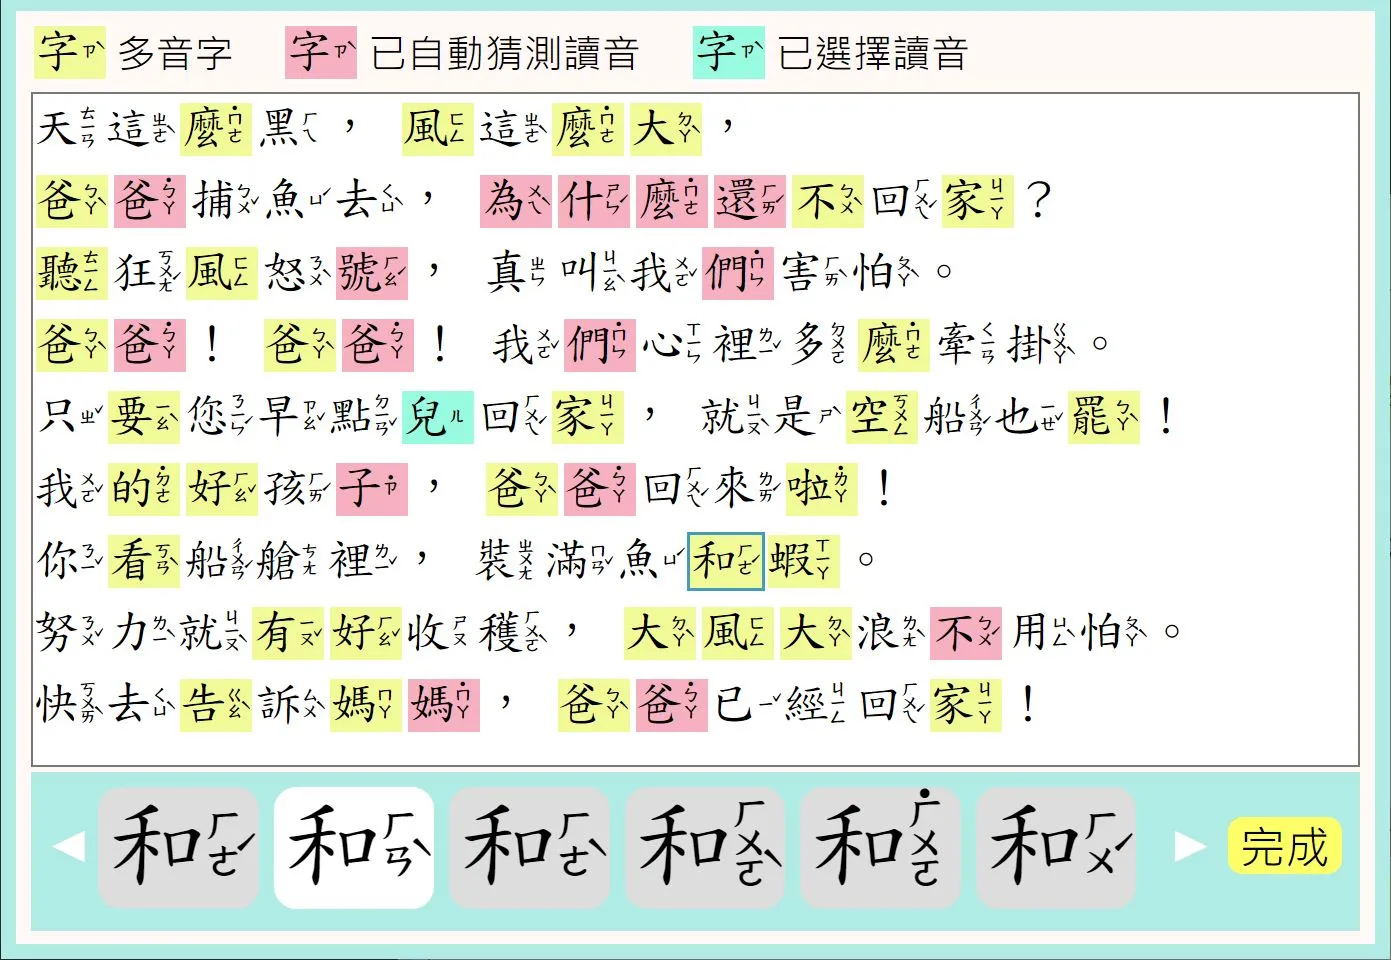 字ㄗˋ 多音字 字ㄗˋ 已自動猜測讀音 字ㄗˋ 已選擇讀音
天ㄊㄧㄢ這ㄓㄜˋ麼˙ㄇㄜ黑ㄏㄟ， 風ㄈㄥ這ㄓㄜˋ麼˙ㄇㄜ大ㄉㄚˋ，
爸ㄅㄚˋ爸˙ㄅㄚ捕ㄅㄨˇ魚ㄩˊ去ㄑㄩˋ， 為ㄨㄟˋ什ㄕㄣˊ麼˙ㄇㄜ還ㄏㄞˊ不ㄅㄨˋ回ㄏㄨㄟˊ家ㄐㄧㄚ？
聽ㄊㄧㄥ狂ㄎㄨㄤˊ風ㄈㄥ怒ㄋㄨˋ號ㄏㄠˊ， 真ㄓㄣ叫ㄐㄧㄠˋ我ㄨㄛˇ們˙ㄇㄣ害ㄏㄞˋ怕ㄆㄚˋ。
爸ㄅㄚˋ爸˙ㄅㄚ！ 爸ㄅㄚˋ爸˙ㄅㄚ！ 我ㄨㄛˇ們˙ㄇㄣ心ㄒㄧㄣ裡ㄌㄧˇ多ㄉㄨㄛ麼˙ㄇㄜ牽ㄑㄧㄢ掛ㄍㄨㄚˋ。
只ㄓˇ要ㄧㄠˋ您ㄋㄧㄣˊ早ㄗㄠˇ點ㄉㄧㄢˇ兒ㄦ回ㄏㄨㄟˊ家ㄐㄧㄚ， 就ㄐㄧㄡˋ是ㄕˋ空ㄎㄨㄥ船ㄔㄨㄢˊ也ㄧㄝˇ罷ㄅㄚˋ！
我ㄨㄛˇ的˙ㄉㄜ好ㄏㄠˇ孩ㄏㄞˊ子˙ㄗ， 爸ㄅㄚˋ爸˙ㄅㄚ回ㄏㄨㄟˊ來ㄌㄞˊ啦˙ㄌㄚ！
你ㄋㄧˇ看ㄎㄢˋ船ㄔㄨㄢˊ艙ㄘㄤ裡ㄌㄧˇ， 裝ㄓㄨㄤ滿ㄇㄢˇ魚ㄩˊ和ㄏㄜˊ蝦ㄒㄧㄚ。
努ㄋㄨˇ力ㄌㄧˋ就ㄐㄧㄡˋ有ㄧㄡˇ好ㄏㄠˇ收ㄕㄡ穫ㄏㄨㄛˋ， 大ㄉㄚˋ風ㄈㄥ大ㄉㄚˋ浪ㄌㄤˋ不ㄅㄨˊ用ㄩㄥˋ怕ㄆㄚˋ。
快ㄎㄨㄞˋ去ㄑㄩˋ告ㄍㄠˋ訴ㄙㄨˋ媽ㄇㄚ媽˙ㄇㄚ， 爸ㄅㄚˋ爸˙ㄅㄚ已ㄧˇ經ㄐㄧㄥ回ㄏㄨㄟˊ家ㄐㄧㄚ！
和ㄏㄜˊ 和ㄏㄢˋ 和ㄏㄜˋ 和ㄏㄨㄛˋ 和˙ㄏㄨㄛ 和ㄏㄨˊ 完成